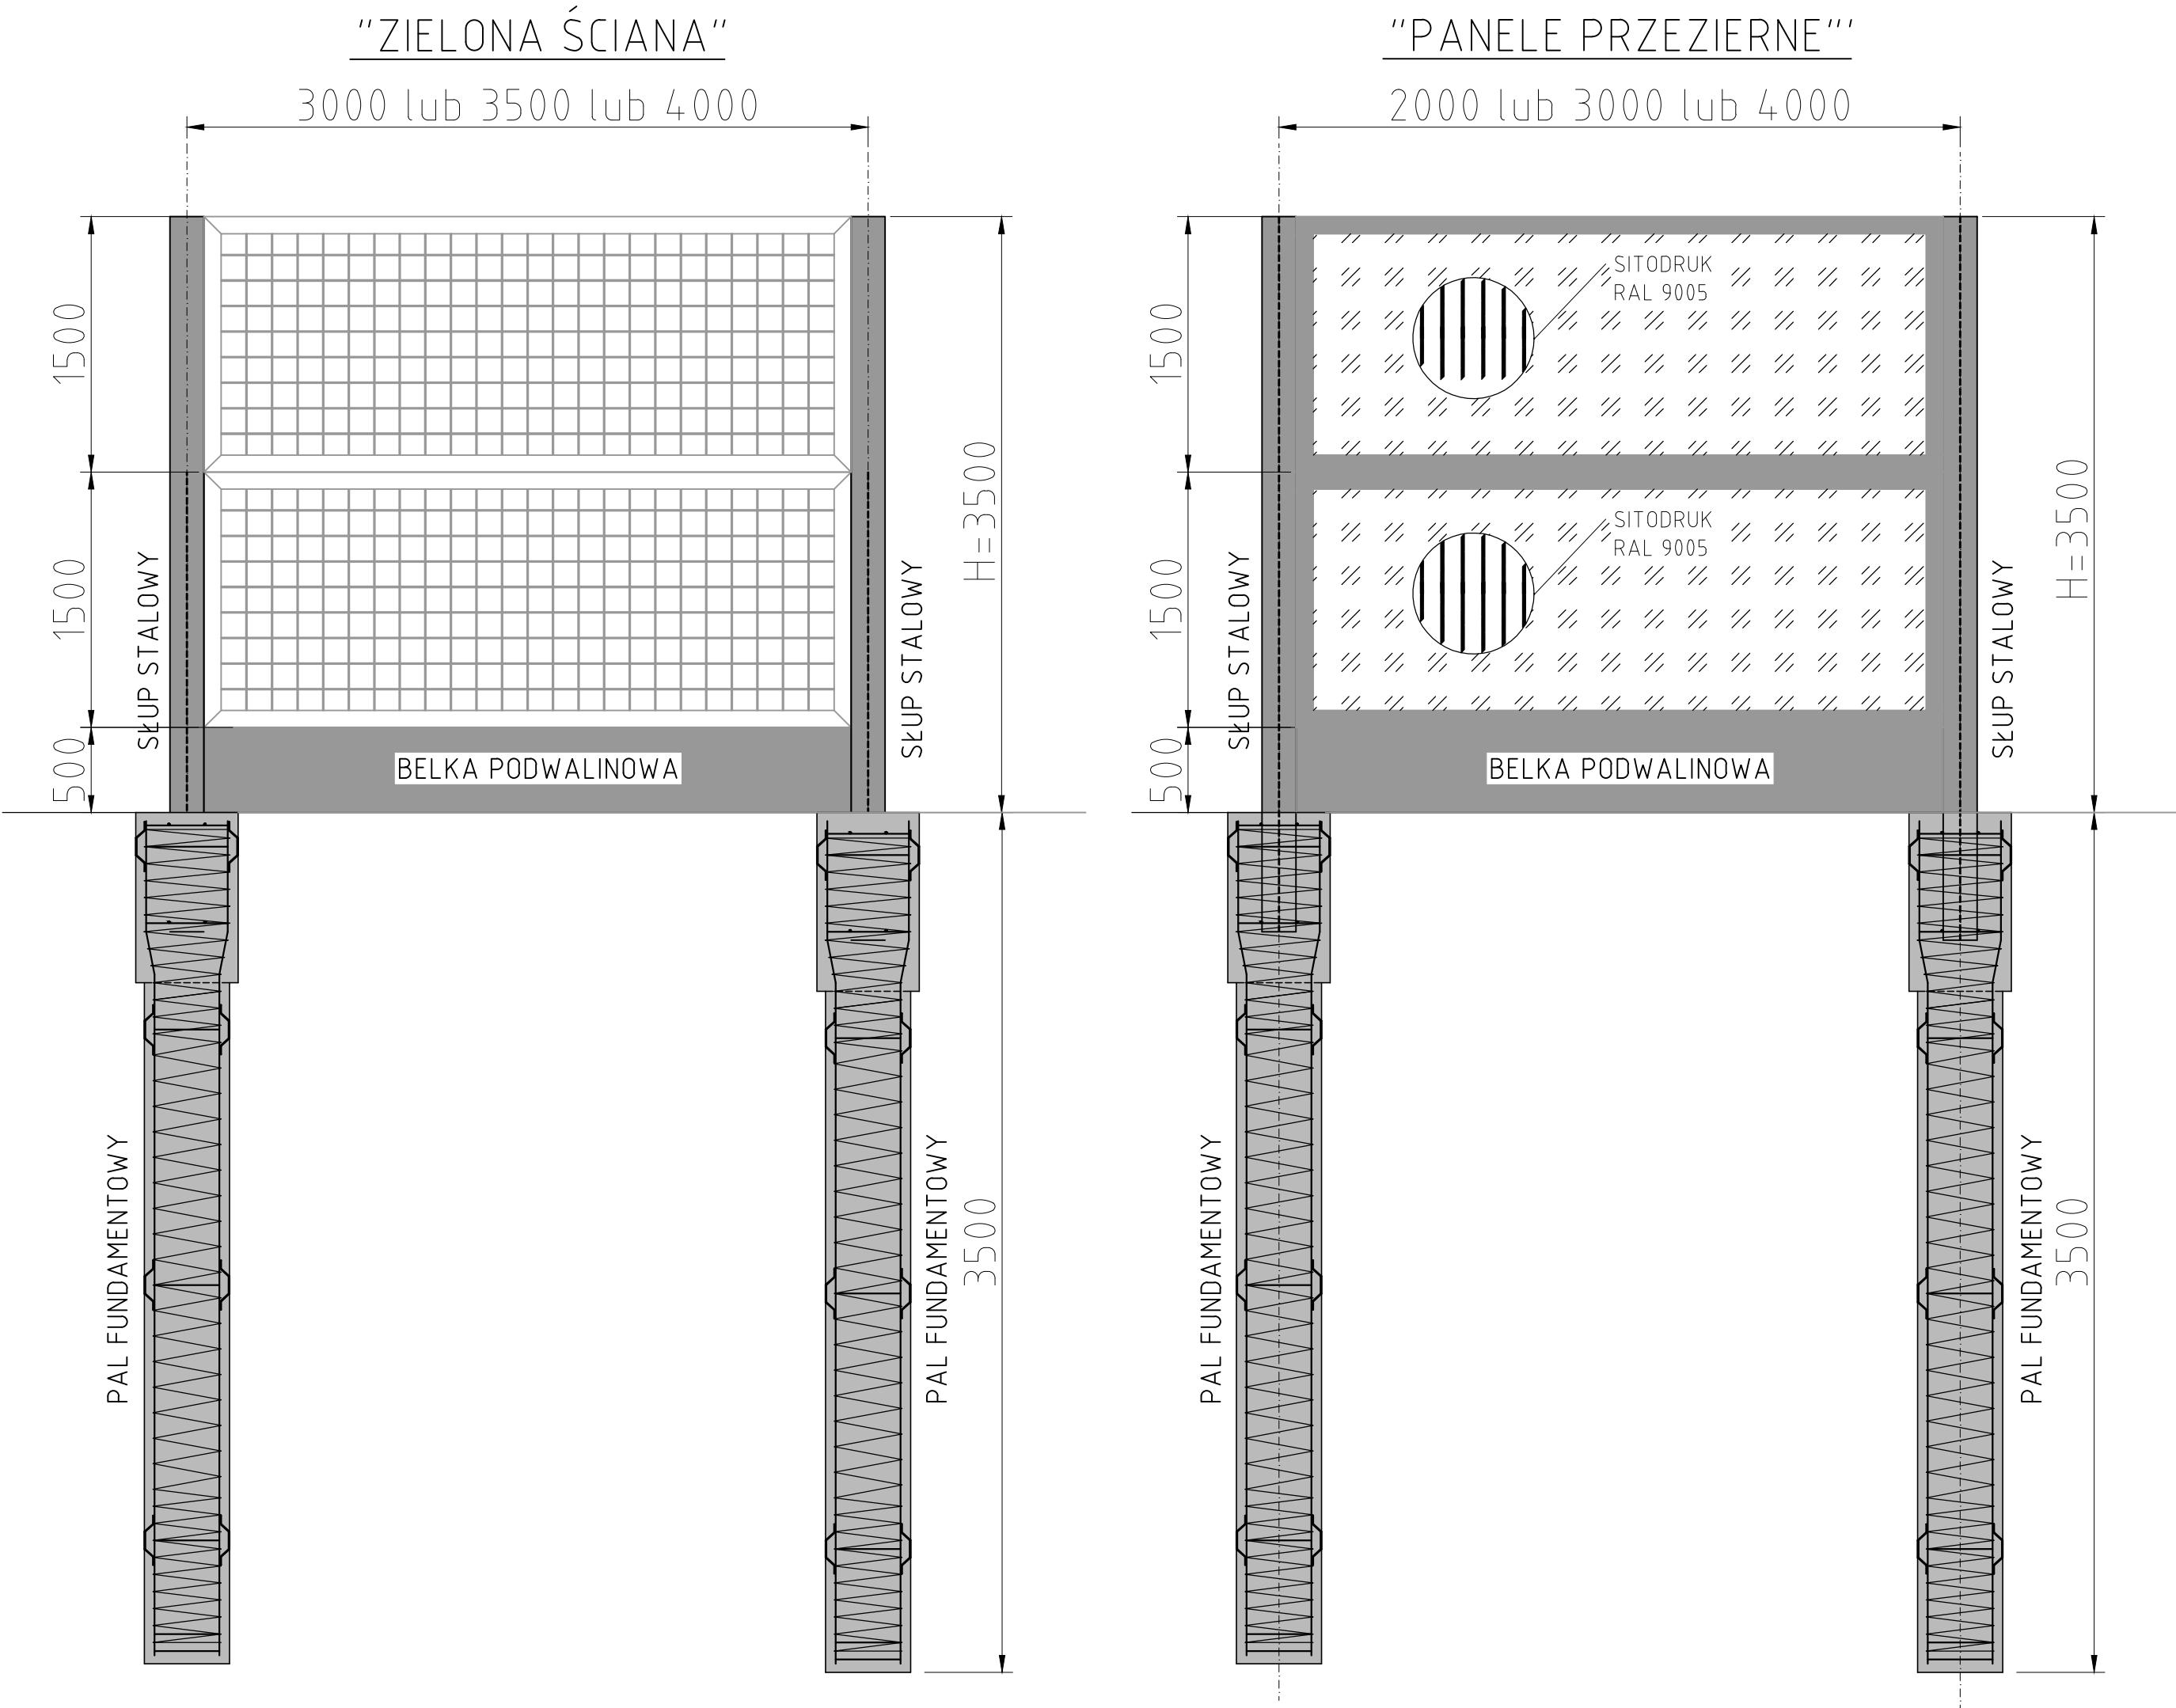 ''ZIELONA ŚCIANA''
3000 lub 3500 lub 4000
1500
1500
500
SŁUP STALOWY
SŁUP STALOWY
H=3500
BELKA PODWALINOWA
PAL FUNDAMENTOWY
PAL FUNDAMENTOWY
3500
''PANELE PRZEZIERNE'''
2000 lub 3000 lub 4000
1500
1500
500
SITODRUK
RAL 9005
SITODRUK
RAL 9005
SŁUP STALOWY
SŁUP STALOWY
H=3500
BELKA PODWALINOWA
PAL FUNDAMENTOWY
PAL FUNDAMENTOWY
3500